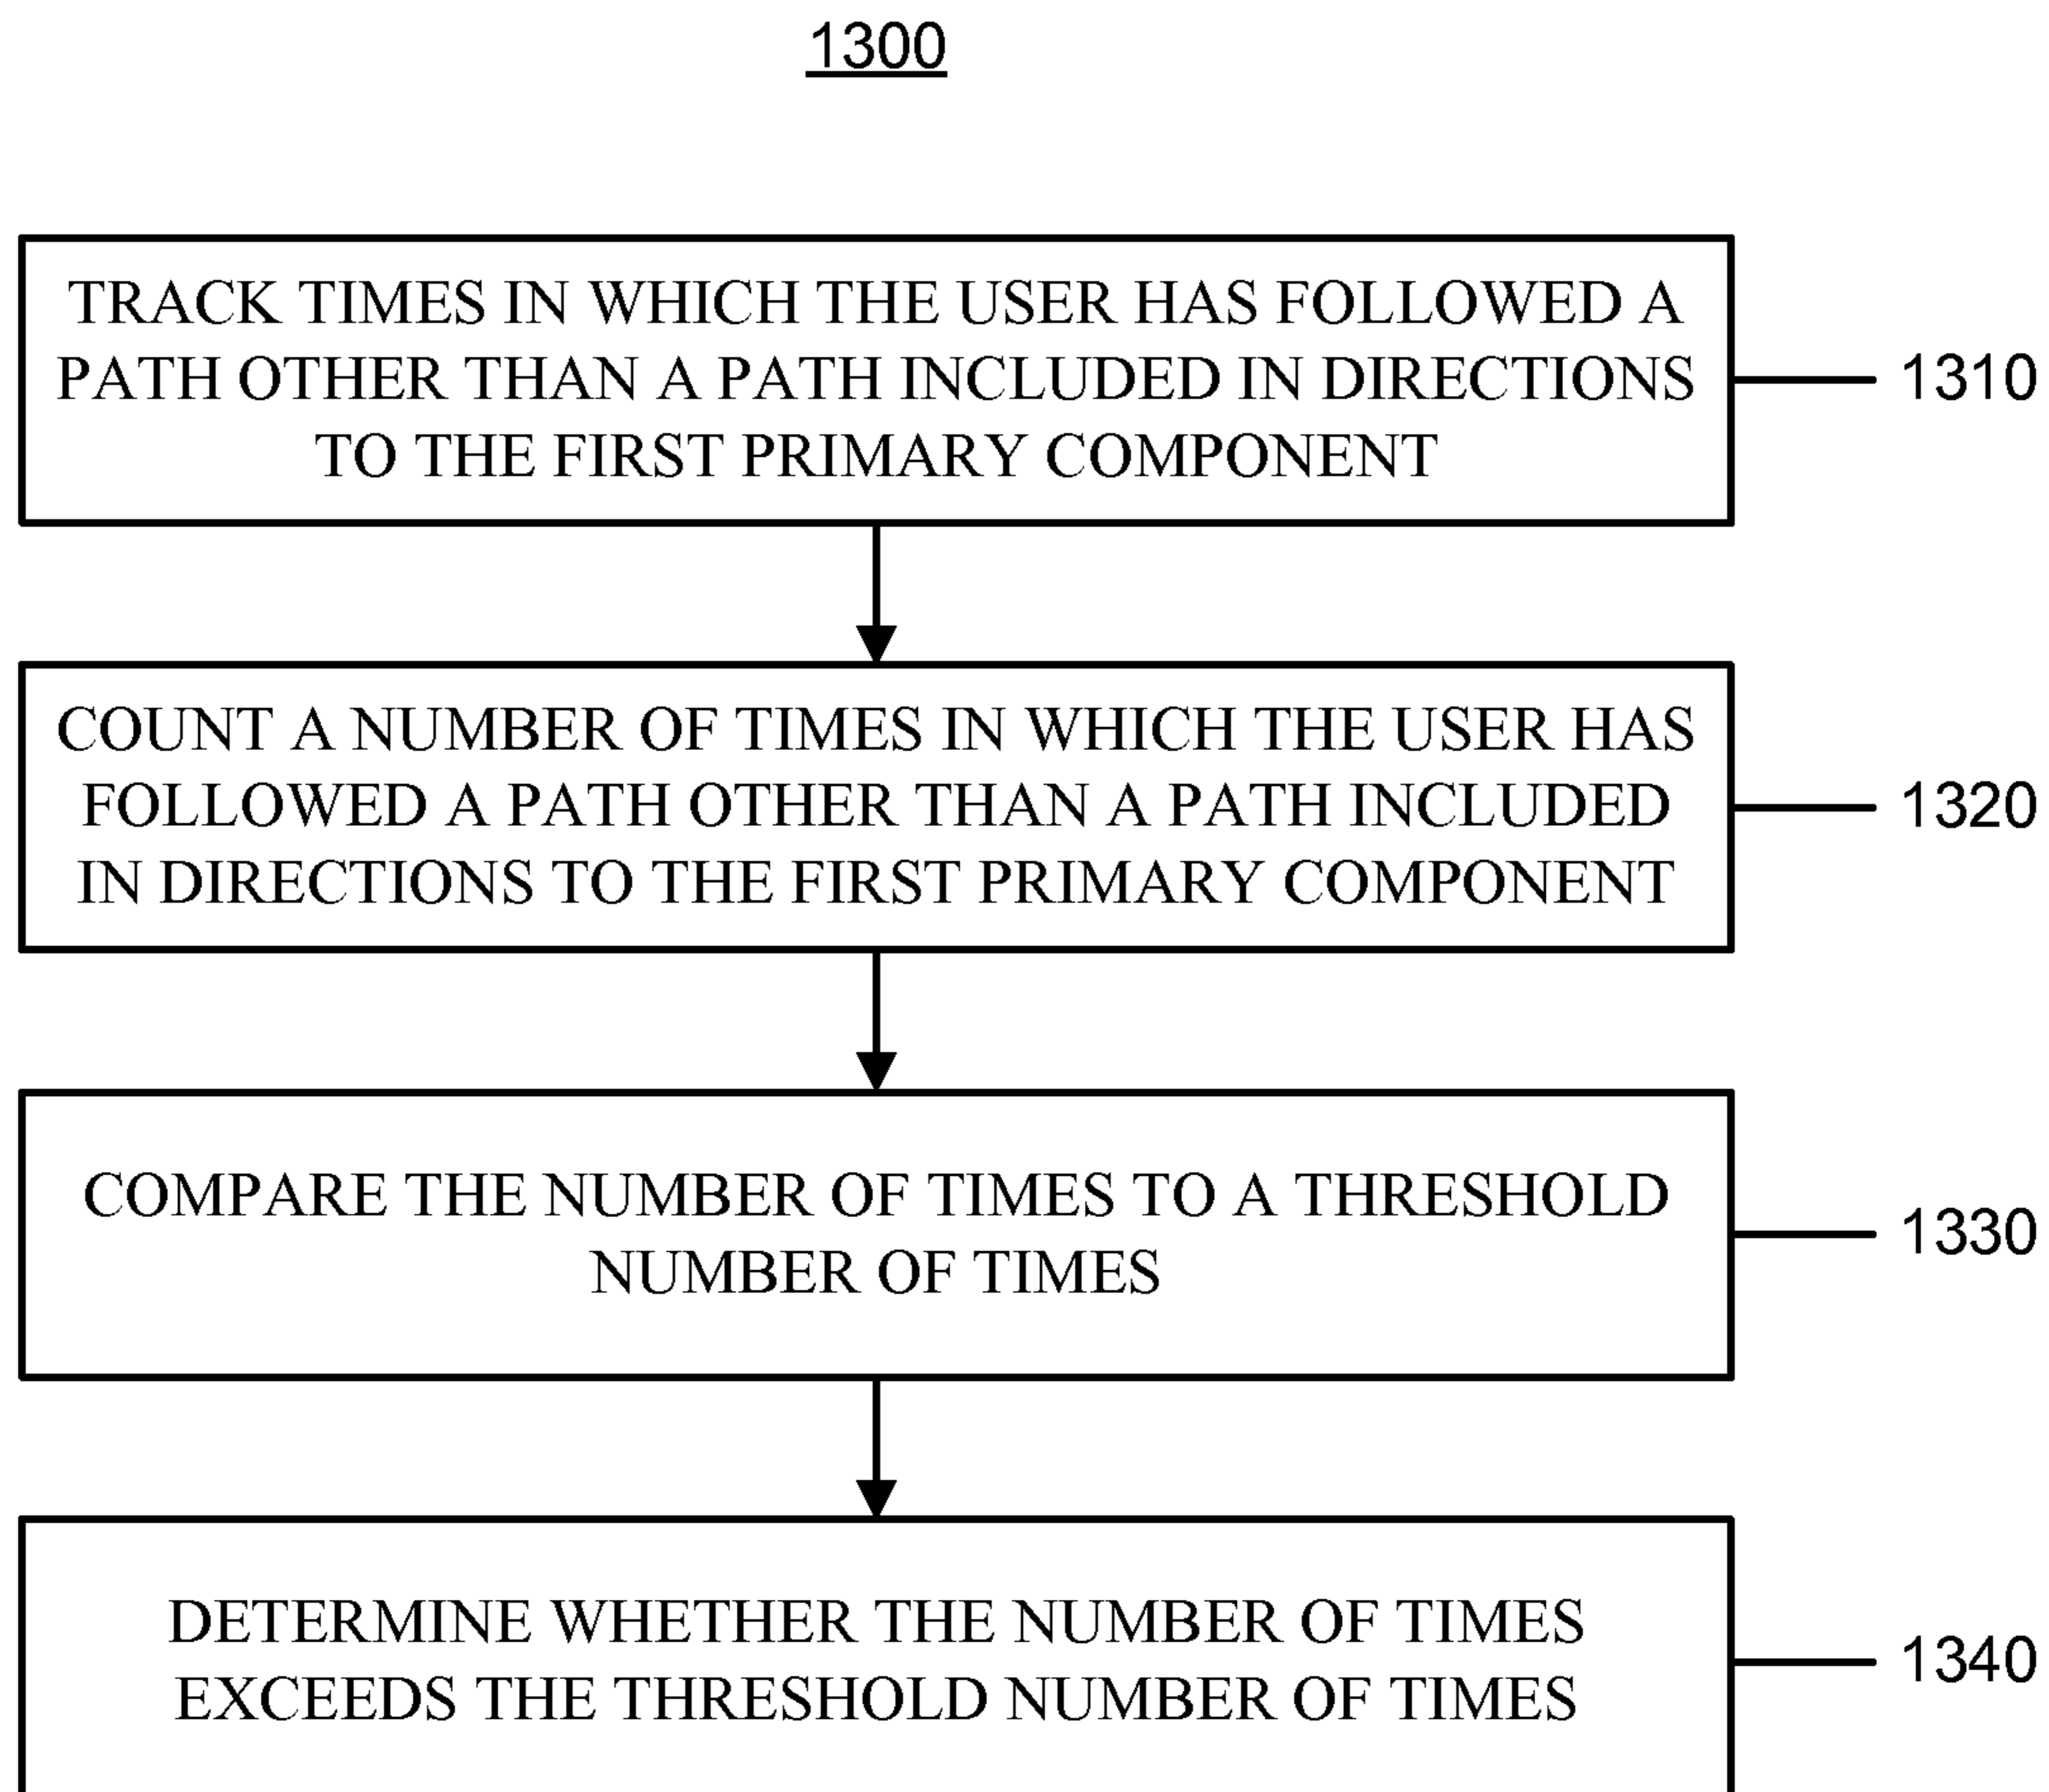 1300
TRACK TIMES IN WHICH THE USER HAS FOLLOWED A
PATH OTHER THAN A PATH INCLUDED IN DIRECTIONS
TO THE FIRST PRIMARY COMPONENT
1310
COUNT A NUMBER OF TIMES IN WHICH THE USER HAS
FOLLOWED A PATH OTHER THAN A PATH INCLUDED
IN DIRECTIONS TO THE FIRST PRIMARY COMPONENT
1320
COMPARE THE NUMBER OF TIMES TO A THRESHOLD
NUMBER OF TIMES
1330
DETERMINE WHETHER THE NUMBER OF TIMES
EXCEEDS THE THRESHOLD NUMBER OF TIMES
1340